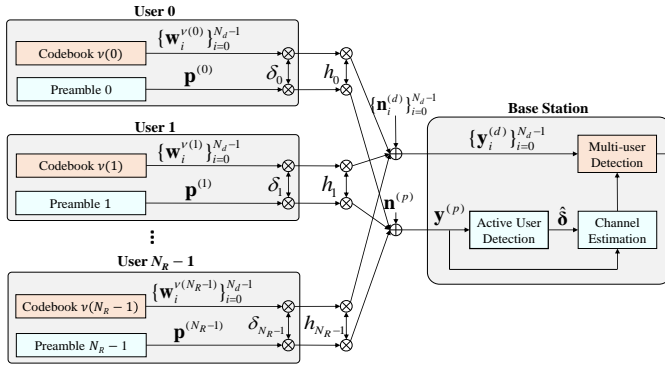 User 0
Codebook ν(0)
{w_i^{ν(0)}}_{i=0}^{N_d−1}
Preamble 0
p^{(0)}
δ_0
h_0
User 1
Codebook ν(1)
{w_i^{ν(1)}}_{i=0}^{N_d−1}
Preamble 1
p^{(1)}
δ_1
h_1
⋮
User N_R − 1
Codebook ν(N_R − 1)
{w_i^{ν(N_R−1)}}_{i=0}^{N_d−1}
Preamble N_R − 1
p^{(N_R−1)}
δ_{N_R−1}
h_{N_R−1}
{n_i^{(d)}}_{i=0}^{N_d−1}
n^{(p)}
Base Station
{y_i^{(d)}}_{i=0}^{N_d−1}
Multi-user
Detection
y^{(p)}
Active User
Detection
δ̂
Channel
Estimation